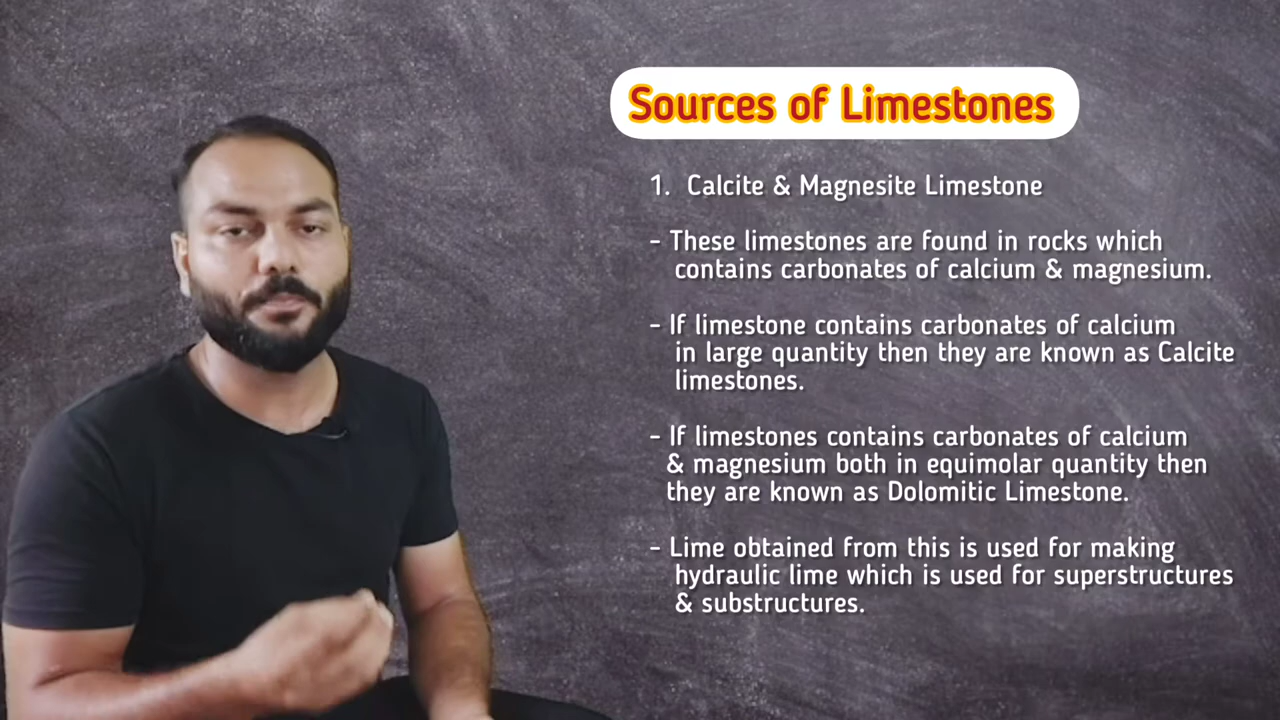 Sources of Limestones
1. Calcite & Magnesite Limestone
- These limestones are found in rocks which
contains carbonates of calcium & magnesium.
- If limestone contains carbonates of calcium
in large quantity then they are known as Calcite
limestones.
- If limestones contains carbonates of calcium
& magnesium both in equimolar quantity then
they are known as Dolomitic Limestone.
- Lime obtained from this is used for making
hydraulic lime which is used for superstructures
& substructures.